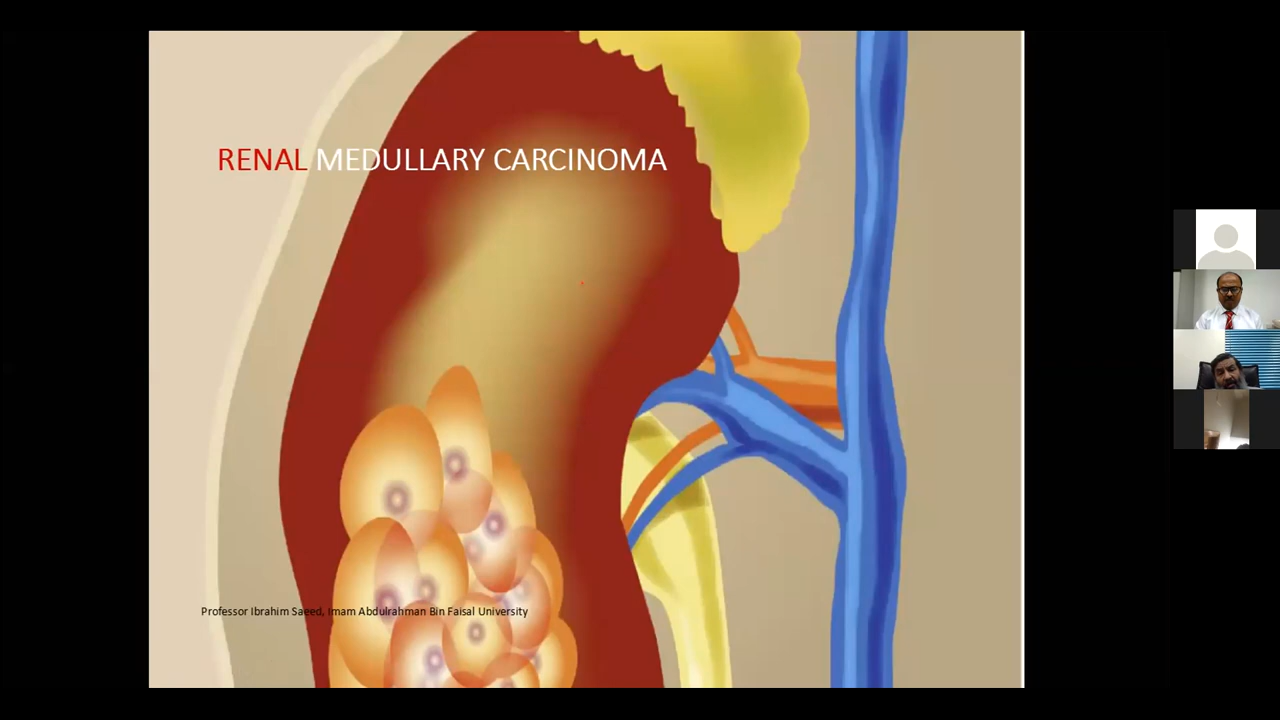 RENAL MEDULLARY CARCINOMA
Professor Ibrahim Saeed, Imam Abdulrahman Bin Faisal University